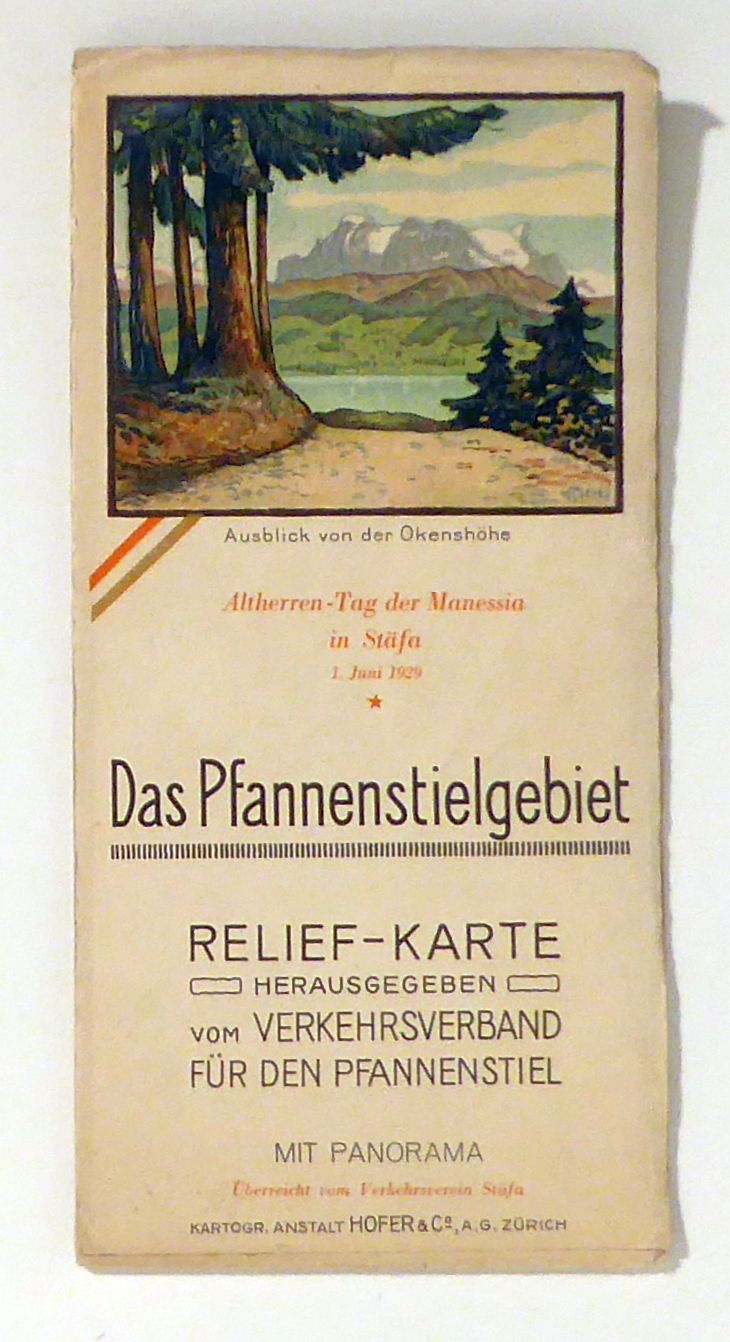 Ausblick von der Okenshöhe
Altherren-Tag der Manessia
in Stäfa
1. Juni 1929
Das Pfannenstielgebiet
RELIEF-KARTE
HERAUSGEGEBEN
VOM VERKEHRSVERBAND
FÜR DEN PFANNENSTIEL
MIT PANORAMA
Überreicht vom Verkehrsverein Stäfa
KARTOGR. ANSTALT HOFER & Cº., A.G. ZÜRICH